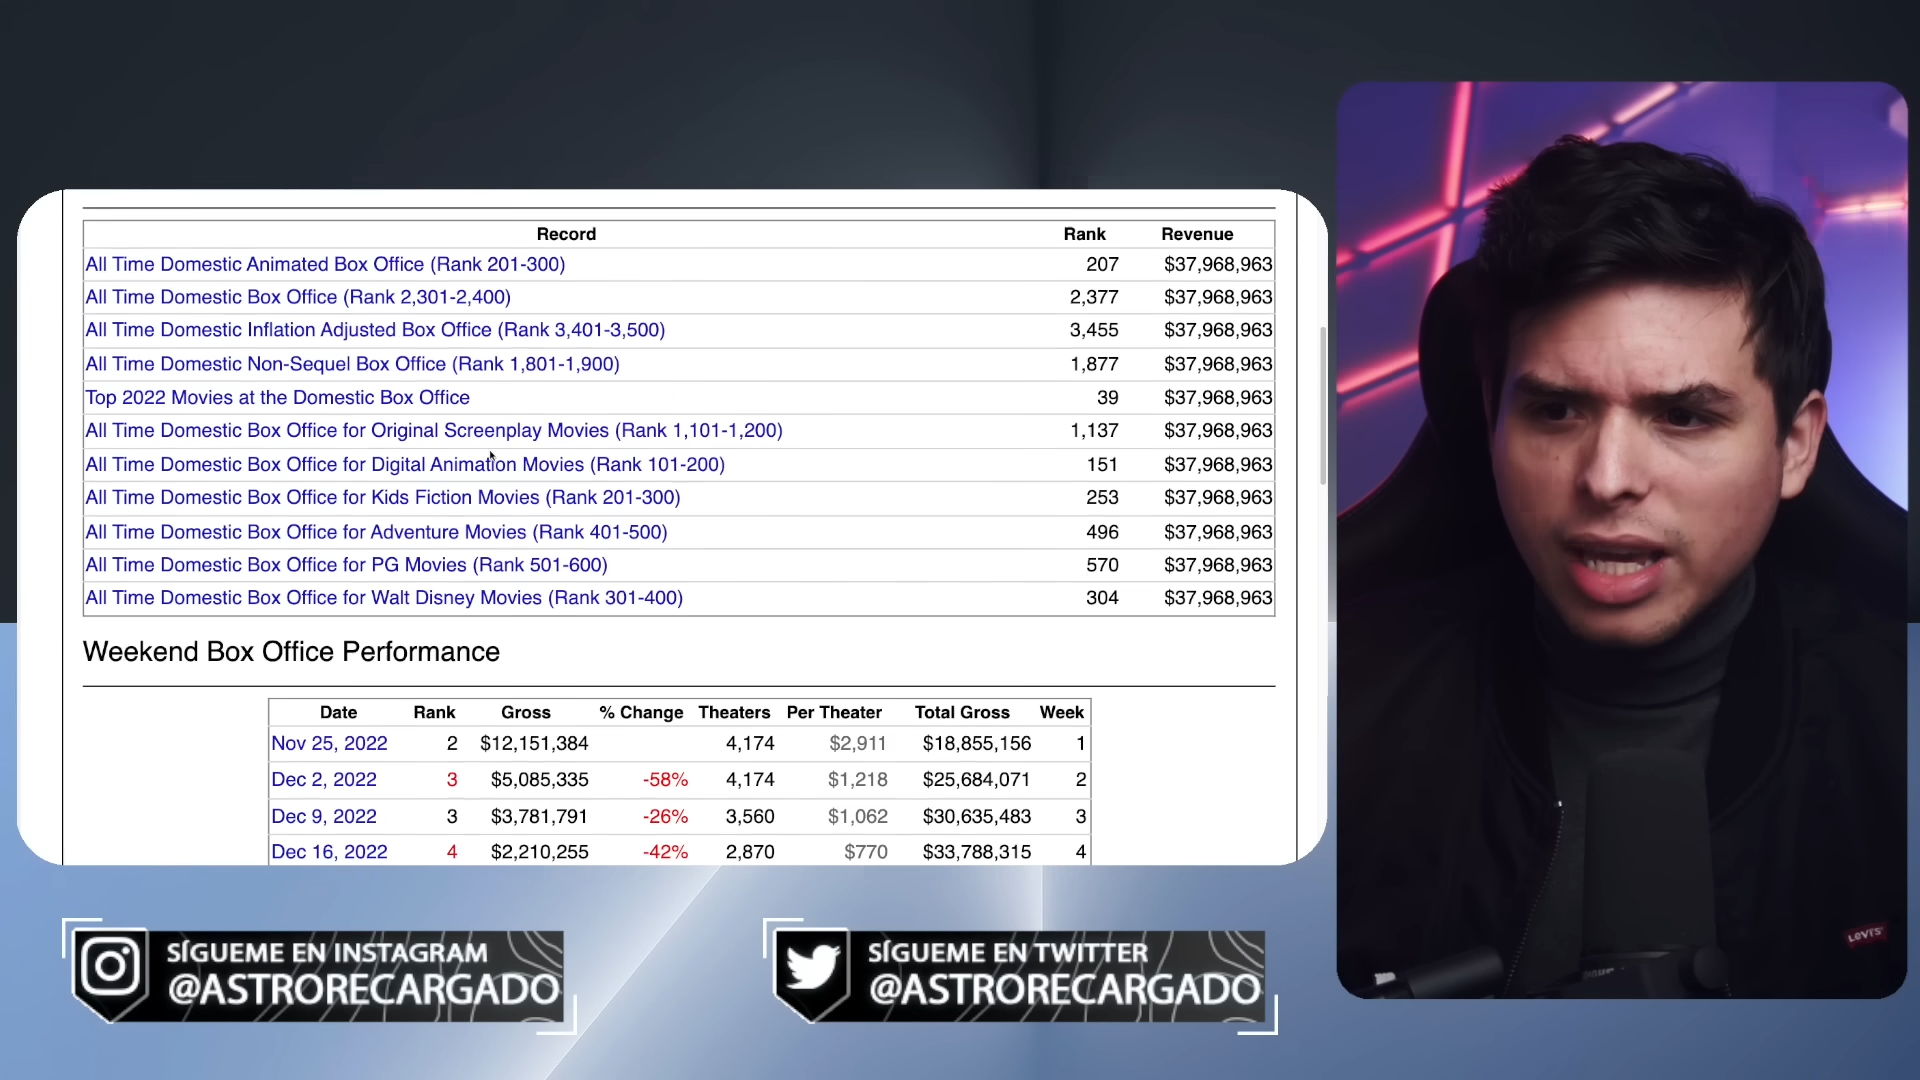 Record Rank Revenue
All Time Domestic Animated Box Office (Rank 201-300) 207 $37,968,963
All Time Domestic Box Office (Rank 2,301-2,400) 2,377 $37,968,963
All Time Domestic Inflation Adjusted Box Office (Rank 3,401-3,500) 3,455 $37,968,963
All Time Domestic Non-Sequel Box Office (Rank 1,801-1,900) 1,877 $37,968,963
Top 2022 Movies at the Domestic Box Office 39 $37,968,963
All Time Domestic Box Office for Original Screenplay Movies (Rank 1,101-1,200) 1,137 $37,968,963
All Time Domestic Box Office for Digital Animation Movies (Rank 101-200) 151 $37,968,963
All Time Domestic Box Office for Kids Fiction Movies (Rank 201-300) 253 $37,968,963
All Time Domestic Box Office for Adventure Movies (Rank 401-500) 496 $37,968,963
All Time Domestic Box Office for PG Movies (Rank 501-600) 570 $37,968,963
All Time Domestic Box Office for Walt Disney Movies (Rank 301-400) 304 $37,968,963
Weekend Box Office Performance
Date Rank Gross % Change Theaters Per Theater Total Gross Week
Nov 25, 2022 2 $12,151,384 4,174 $2,911 $18,855,156 1
Dec 2, 2022 3 $5,085,335 -58% 4,174 $1,218 $25,684,071 2
Dec 9, 2022 3 $3,781,791 -26% 3,560 $1,062 $30,635,483 3
Dec 16, 2022 4 $2,210,255 -42% 2,870 $770 $33,788,315 4
SÍGUEME EN INSTAGRAM
@ASTRORECARGADO
SÍGUEME EN TWITTER
@ASTRORECARGADO
LEVI'S